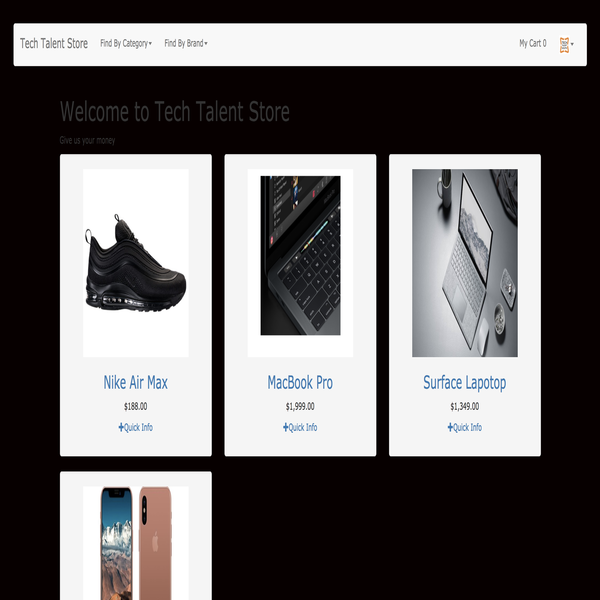 Tech Talent Store Find By Category Find By Brand My Cart 0
Welcome to Tech Talent Store
Give us your money
Nike Air Max MacBook Pro Surface Lapotop
$188.00 $1,999.00 $1,349.00
+Quick Info +Quick Info +Quick Info